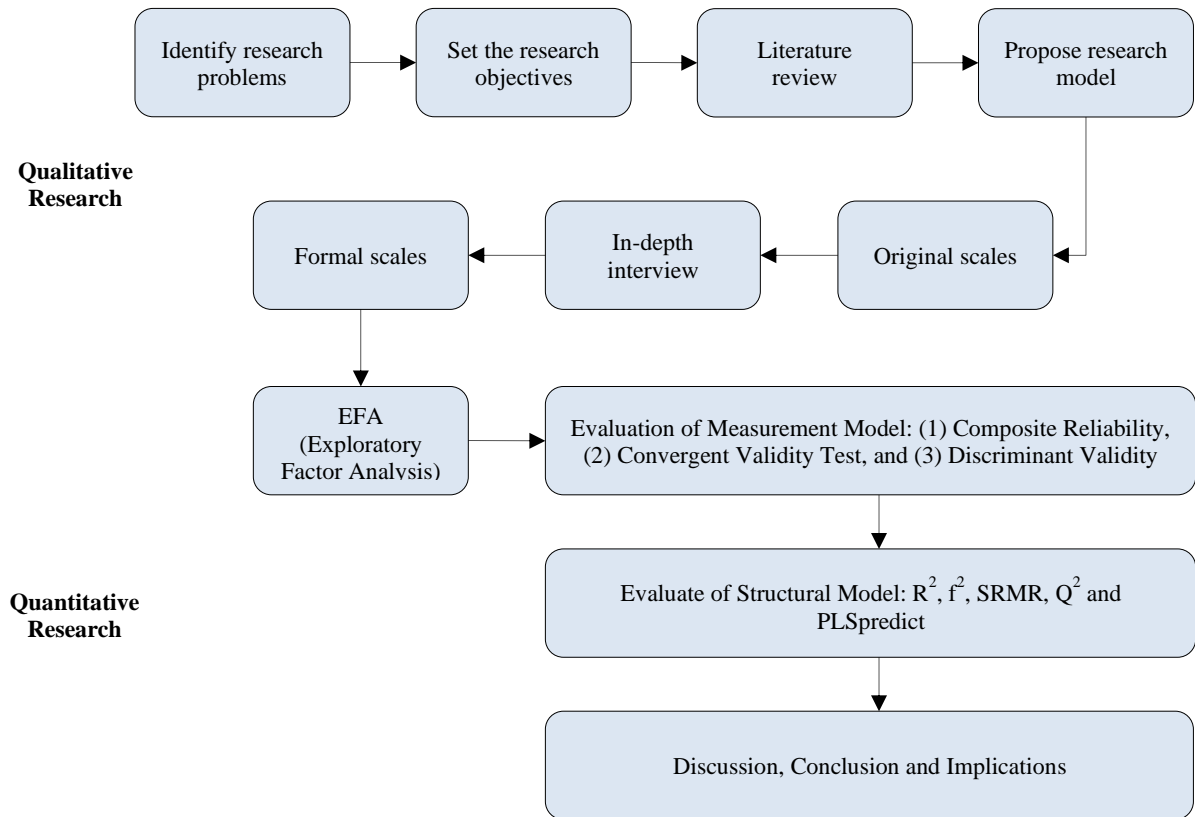 Identify research
problems
Set the research
objectives
Literature
review
Propose research
model
Qualitative
Research
Formal scales
In-depth
interview
Original scales
EFA
(Exploratory
Factor Analysis)
Evaluation of Measurement Model: (1) Composite Reliability,
(2) Convergent Validity Test, and (3) Discriminant Validity
Quantitative
Research
Evaluate of Structural Model: R², f², SRMR, Q² and
PLSpredict
Discussion, Conclusion and Implications